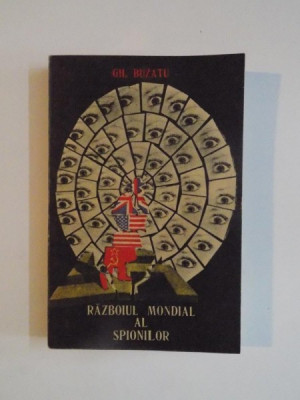 GH. BUZATU
RĂZBOIUL MONDIAL
AL
SPIONILOR